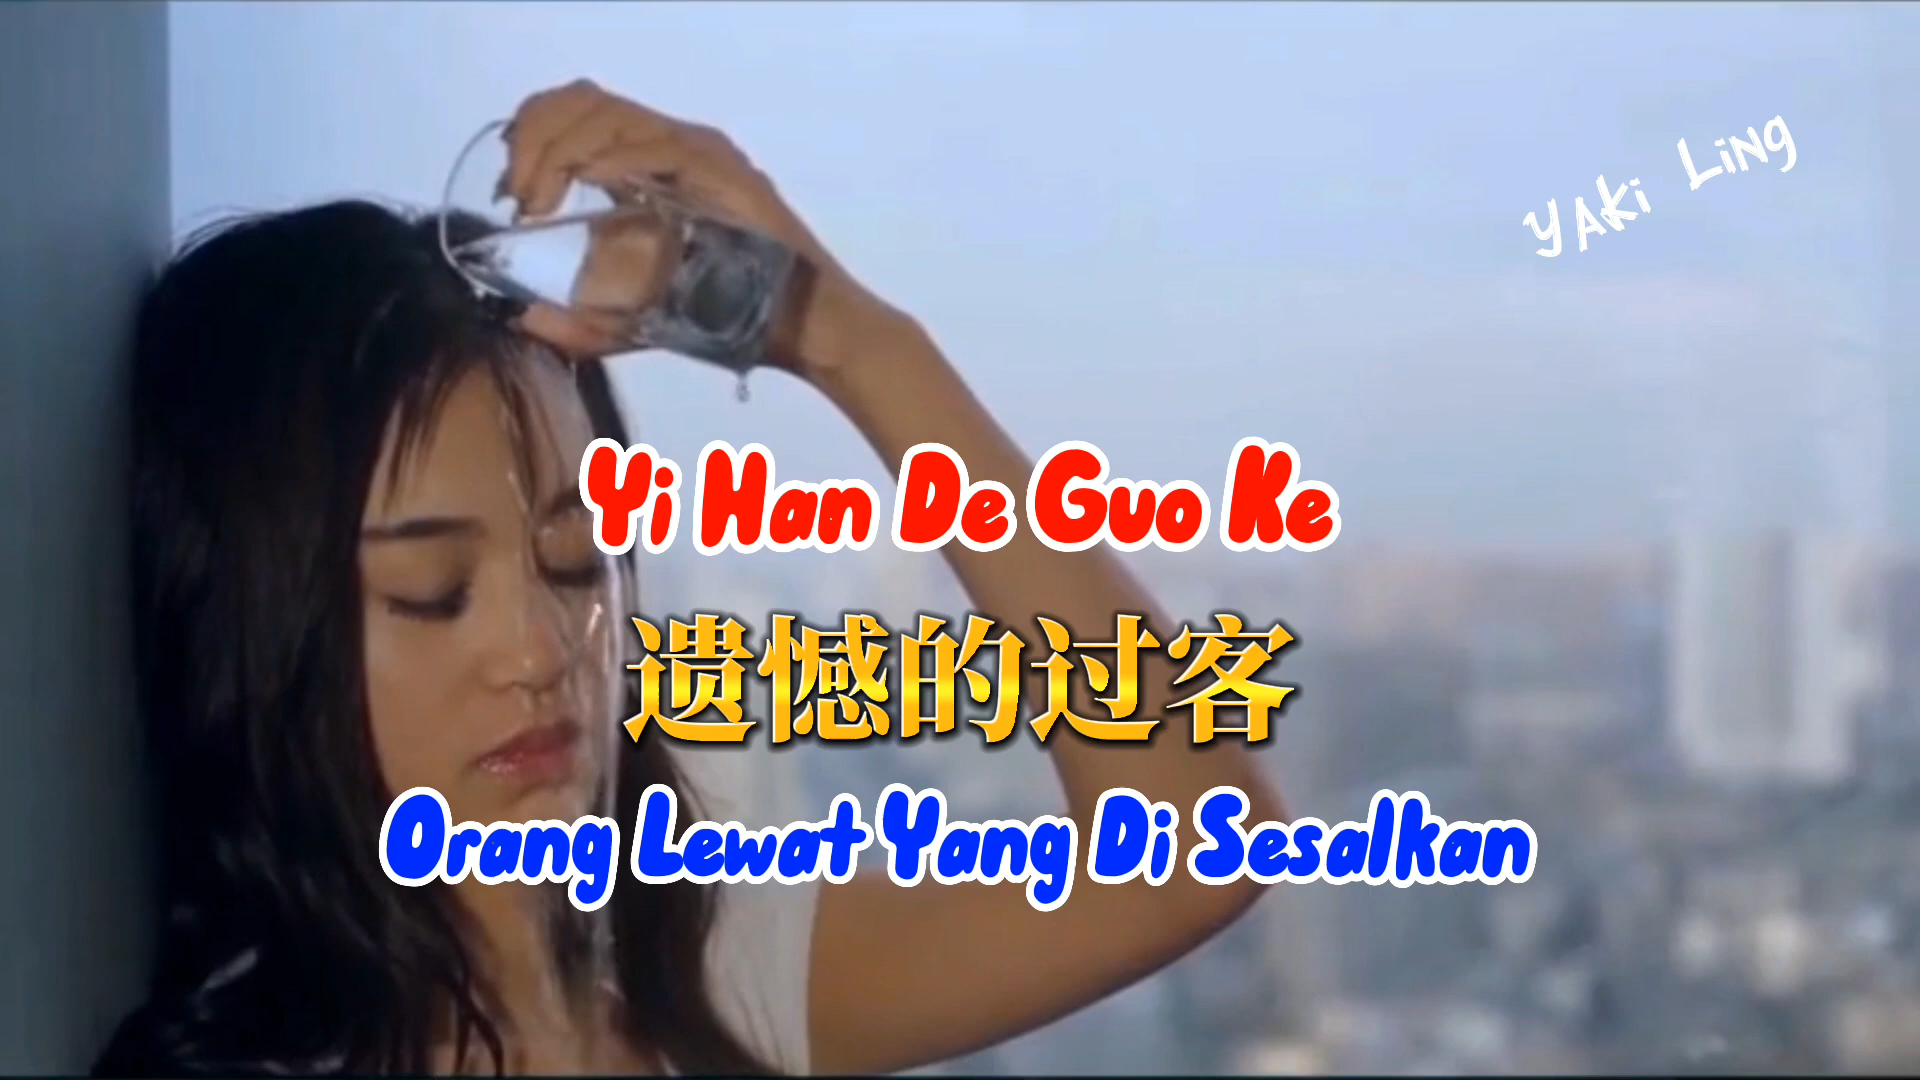 YAki LiNg
Yi Han De Guo Ke
遗憾的过客
Orang Lewat Yang Di Sesalkan